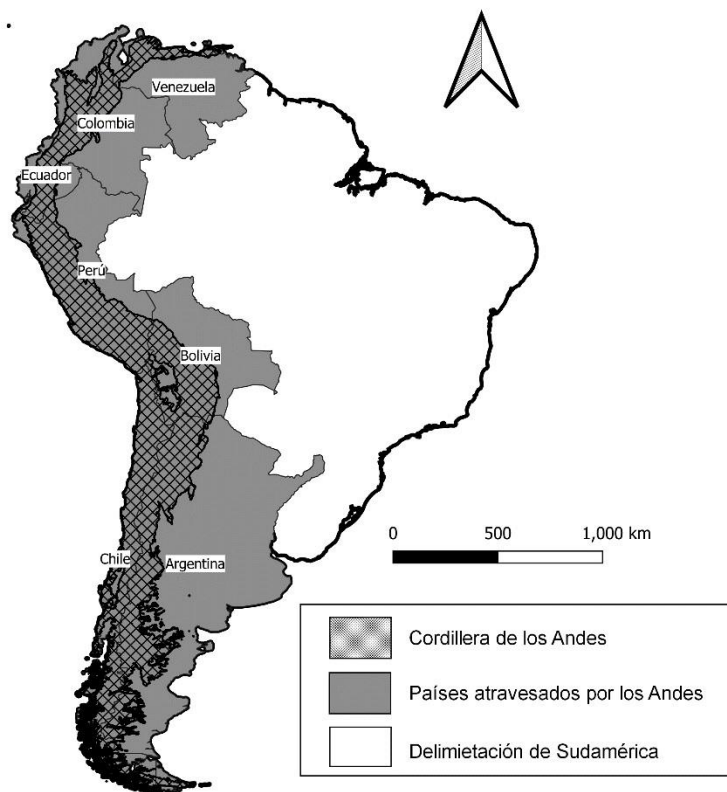 Venezuela
Colombia
Ecuador
Perú
Bolivia
Chile
Argentina
0 500 1,000 km
Cordillera de los Andes
Países atravesados por los Andes
Delimietación de Sudamérica